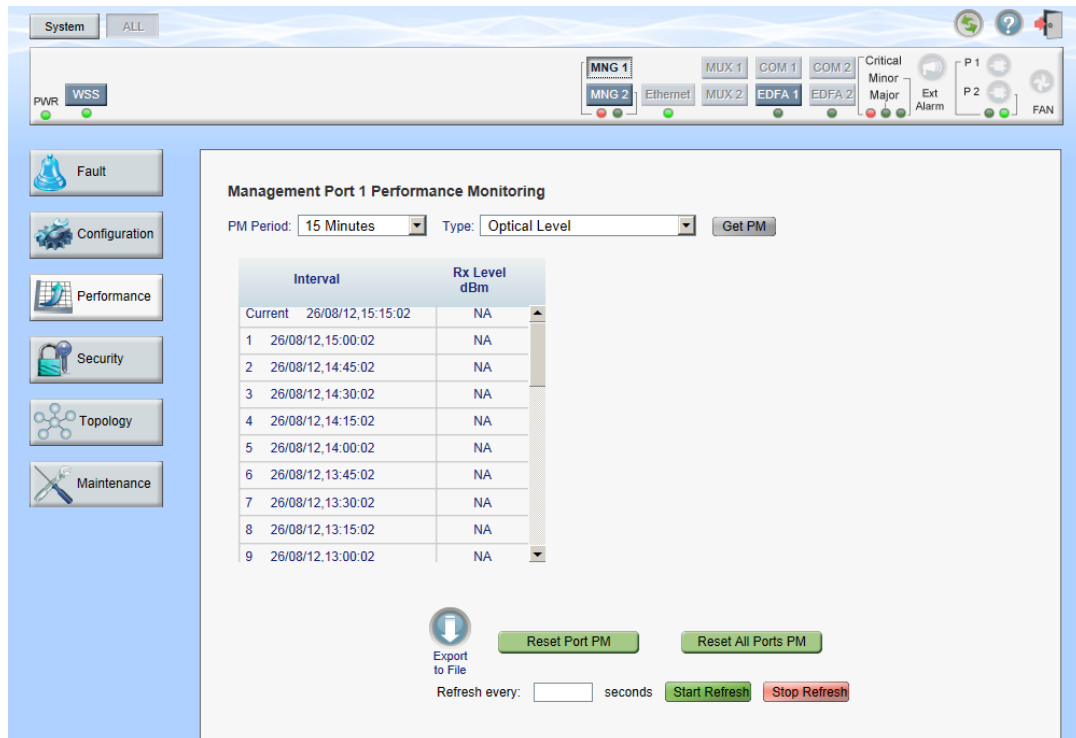 System ALL
PWR WSS
MNG 1 MUX 1 COM 1 COM 2 Critical P 1
Minor
MNG 2 Ethernet MUX 2 EDFA 1 EDFA 2 Major Ext Alarm P 2 FAN
Fault
Configuration
Performance
Security
Topology
Maintenance
Management Port 1 Performance Monitoring
PM Period: 15 Minutes Type: Optical Level Get PM
Interval Rx Level dBm
Current 26/08/12,15:15:02 NA
1 26/08/12,15:00:02 NA
2 26/08/12,14:45:02 NA
3 26/08/12,14:30:02 NA
4 26/08/12,14:15:02 NA
5 26/08/12,14:00:02 NA
6 26/08/12,13:45:02 NA
7 26/08/12,13:30:02 NA
8 26/08/12,13:15:02 NA
9 26/08/12,13:00:02 NA
Export to File Reset Port PM Reset All Ports PM
Refresh every: seconds Start Refresh Stop Refresh